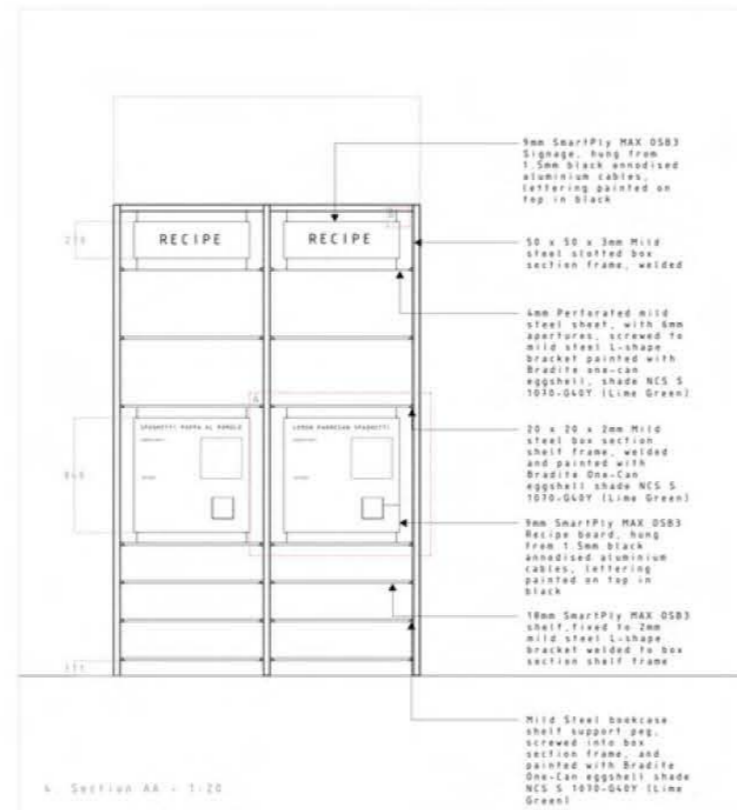 9mm SmartPly MAX OSB3
Signage, hung from
1.5mm black annodised
aluminium cables,
lettering painted on
top in black
RECIPE
RECIPE
50 x 50 x 3mm Mild
steel slotted box
section frame, welded
4mm Perforated mild
steel sheet, with 6mm
apertures, screwed to
mild steel L-shape
bracket painted with
Bradite one-can
eggshell, shade NCS S
1070-G40Y (Lime Green)
A
SPAGHETTI PAPPA AL POMODO
LEMON PARMESAN SPAGHETTI
20 x 20 x 2mm Mild
steel box section
shelf frame, welded
and painted with
Bradite One-Can
eggshell shade NCS S
1070-G40Y (Lime Green)
9mm SmartPly MAX OSB3
Recipe board, hung
from 1.5mm black
annodised aluminium
cables, lettering
painted on top in
black
18mm SmartPly MAX OSB3
shelf,fixed to 2mm
mild steel L-shape
bracket welded to box
section shelf frame
Mild Steel bookcase
shelf support peg,
screwed into box
section frame, and
painted with Bradite
One-Can eggshell shade
NCS S 1070-G40Y (Lime
Green)
4. Section AA - 1:20